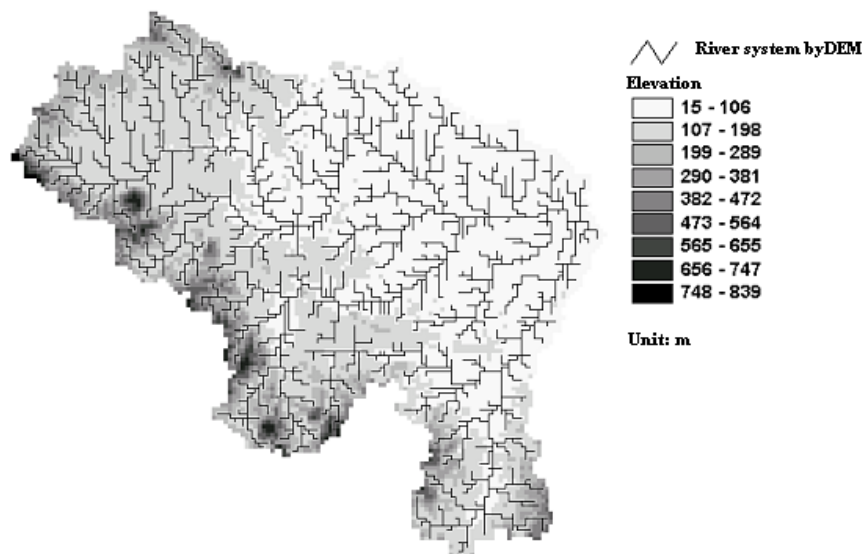 River system byDEM
Elevation
15 - 106
107 - 198
199 - 289
290 - 381
382 - 472
473 - 564
565 - 655
656 - 747
748 - 839
Unit: m